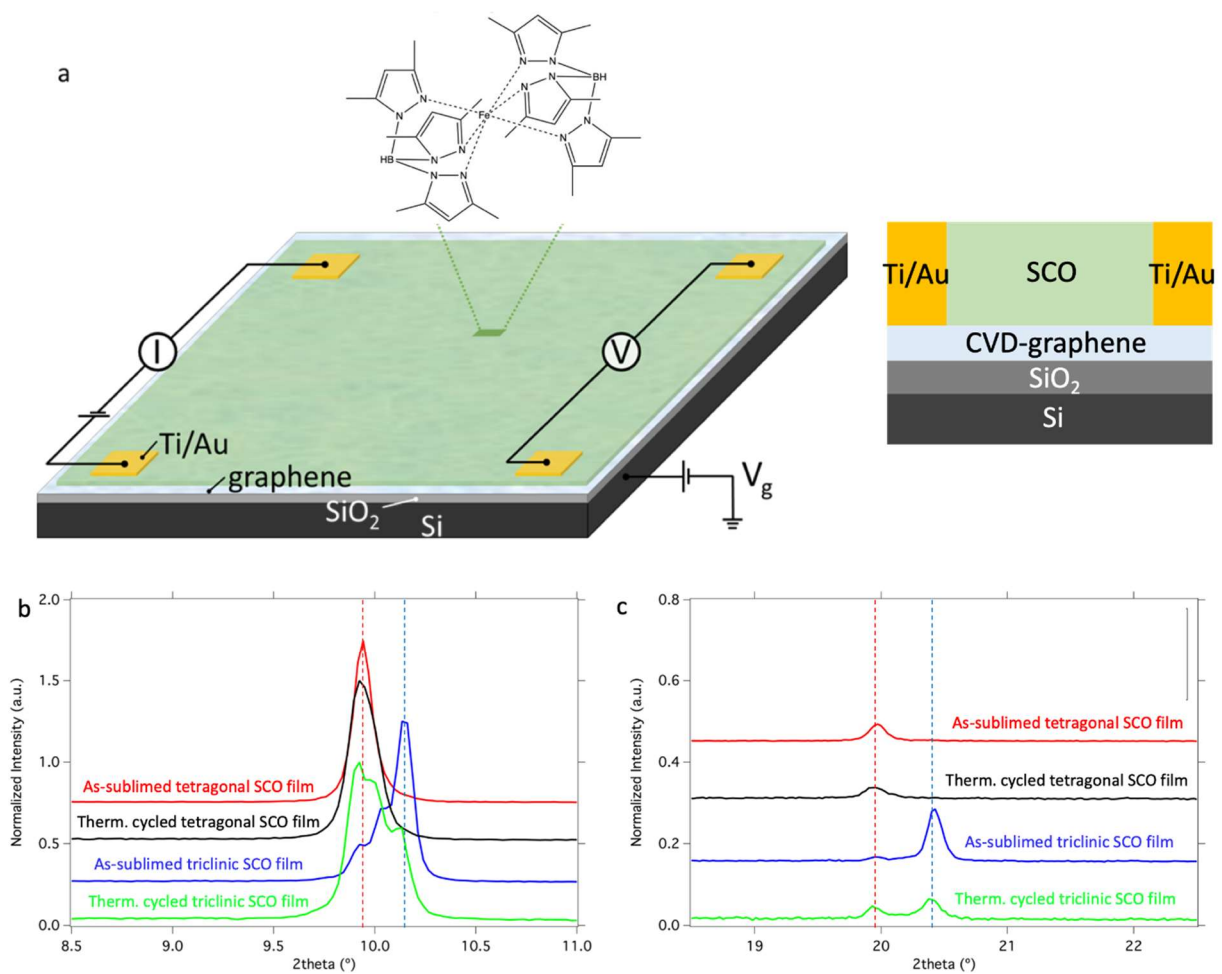 a
N
N
N
N
BH
N
N
Fe
N
N
HB
N
N
N
N
I
V
Ti/Au
graphene
SiO2
Si
Vg
Ti/Au
SCO
Ti/Au
CVD-graphene
SiO2
Si
b
2.0
1.5
1.0
0.5
0.0
Normalized Intensity (a.u.)
As-sublimed tetragonal SCO film
Therm. cycled tetragonal SCO film
As-sublimed triclinic SCO film
Therm. cycled triclinic SCO film
8.5
9.0
9.5
10.0
10.5
11.0
2theta (°)
c
0.8
0.6
0.4
0.2
0.0
Normalized Intensity (a.u.)
As-sublimed tetragonal SCO film
Therm. cycled tetragonal SCO film
As-sublimed triclinic SCO film
Therm. cycled triclinic SCO film
19
20
21
22
2theta (°)